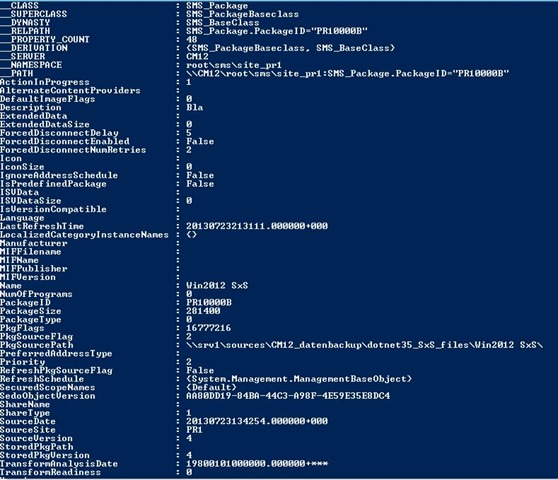 __CLASS : SMS_Package
__SUPERCLASS : SMS_PackageBaseclass
__DYNASTY : SMS_BaseClass
__RELPATH : SMS_Package.PackageID="PR10000B"
__PROPERTY_COUNT : 48
__DERIVATION : {SMS_PackageBaseclass, SMS_BaseClass}
__SERVER : CM12
__NAMESPACE : root\sms\site_pr1
__PATH : \\CM12\root\sms\site_pr1:SMS_Package.PackageID="PR10000B"
ActionInProgress : 1
AlternateContentProviders :
DefaultImageFlags : 0
Description : Bla
ExtendedData :
ExtendedDataSize : 0
ForcedDisconnectDelay : 5
ForcedDisconnectEnabled : False
ForcedDisconnectNumRetries : 2
Icon :
IconSize : 0
IgnoreAddressSchedule : False
IsPredefinedPackage : False
ISVData :
ISVDataSize : 0
IsVersionCompatible :
Language :
LastRefreshTime : 20130723213111.000000+000
LocalizedCategoryInstanceNames : {}
Manufacturer :
MIFFilename :
MIFName :
MIFPublisher :
MIFVersion :
Name : Win2012 SxS
NumOfPrograms : 0
PackageID : PR10000B
PackageSize : 281400
PackageType : 0
PkgFlags : 16777216
PkgSourceFlag : 2
PkgSourcePath : \\srv1\sources\CM12_datenbackup\dotnet35_SxS_files\Win2012 SxS\
PreferredAddressType :
Priority : 2
RefreshPkgSourceFlag : False
RefreshSchedule : {System.Management.ManagementBaseObject}
SecuredScopeNames : {Default}
SedoObjectVersion : AA80DD19-84BA-44C3-A98F-4E59E35E8DC4
ShareName :
ShareType : 1
SourceDate : 20130723134254.000000+000
SourceSite : PR1
SourceVersion : 4
StoredPkgPath :
StoredPkgVersion : 4
TransformAnalysisDate : 19800101000000.000000+***
TransformReadiness : 0